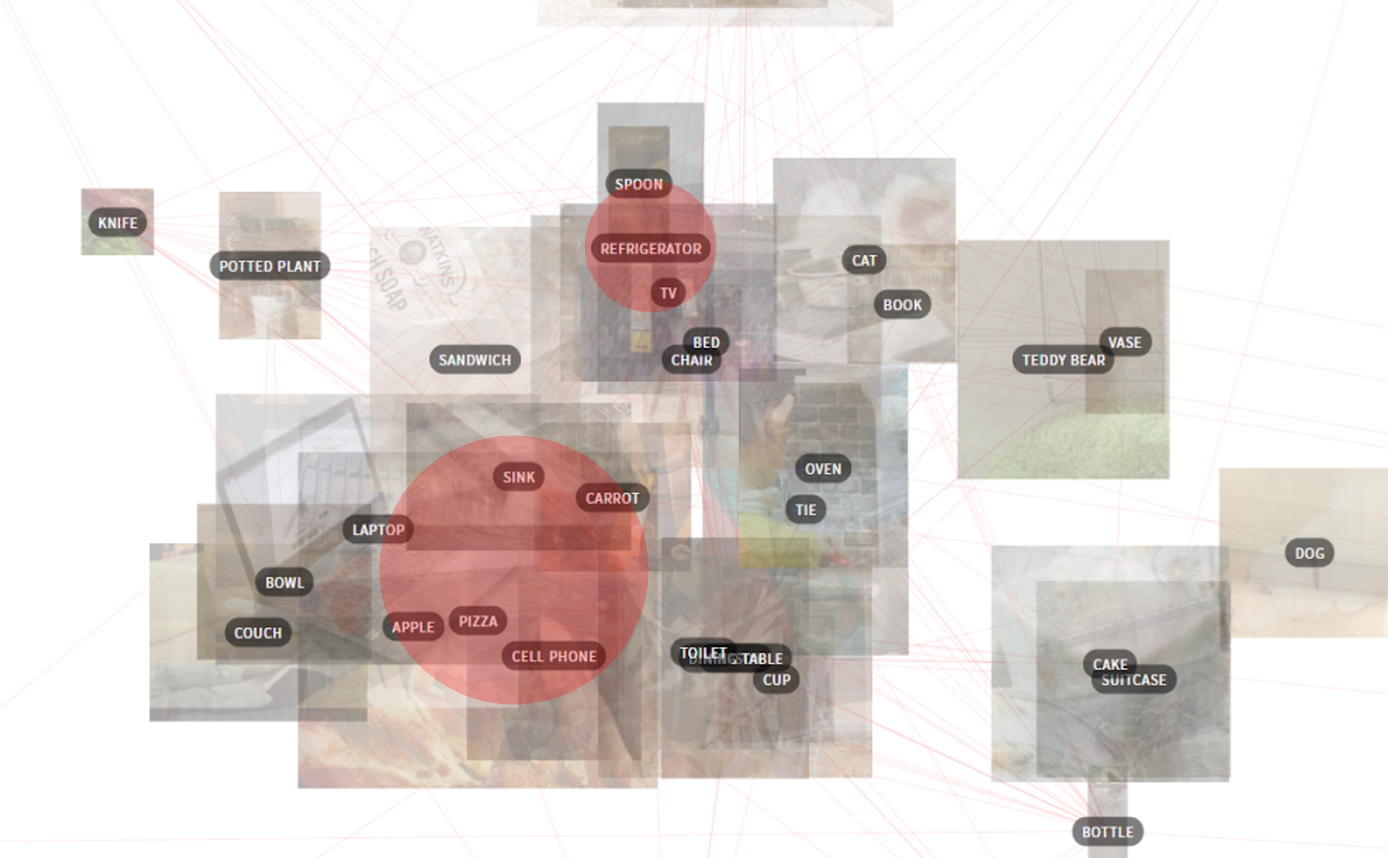 SPOON
KNIFE
REFRIGERATOR
CAT
POTTED PLANT
WATKINS
SH SOAP
TV
BOOK
BED
VASE
SANDWICH
CHAIR
TEDDY BEAR
OVEN
SINK
CARROT
TIE
LAPTOP
DOG
BOWL
PIZZA
APPLE
COUCH
TOILET
DINING TABLE
CELL PHONE
CAKE
CUP
SUITCASE
BOTTLE